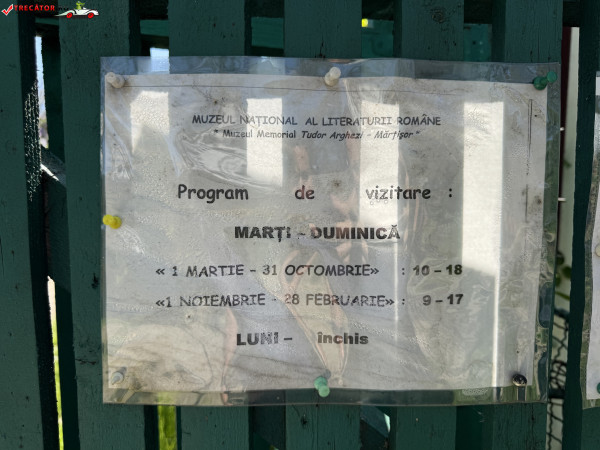 TRECĂTOR
MUZEUL NAȚIONAL AL LITERATURII ROMÂNE
" Muzeul Memorial Tudor Arghezi - Mărțișor "
Program de vizitare :
MARȚI - DUMINICĂ
« 1 MARTIE - 31 OCTOMBRIE» : 10 - 18
«1 NOIEMBRIE - 28 FEBRUARIE» : 9 - 17
LUNI - închis